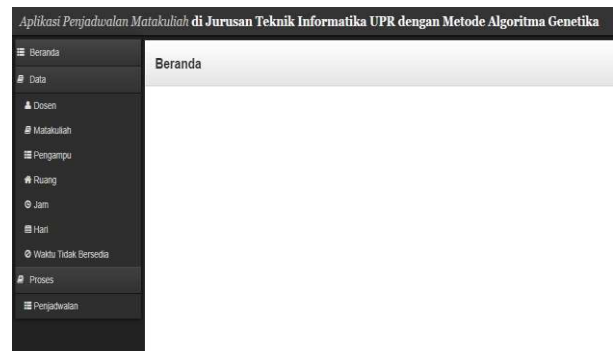 Aplikasi Penjadwalan Matakuliah di Jurusan Teknik Informatika UPR dengan Metode Algoritma Genetika
Beranda
Beranda
Data
Dosen
Matakuliah
Pengampu
Ruang
Jam
Hari
Waktu Tidak Bersedia
Proses
Penjadwalan